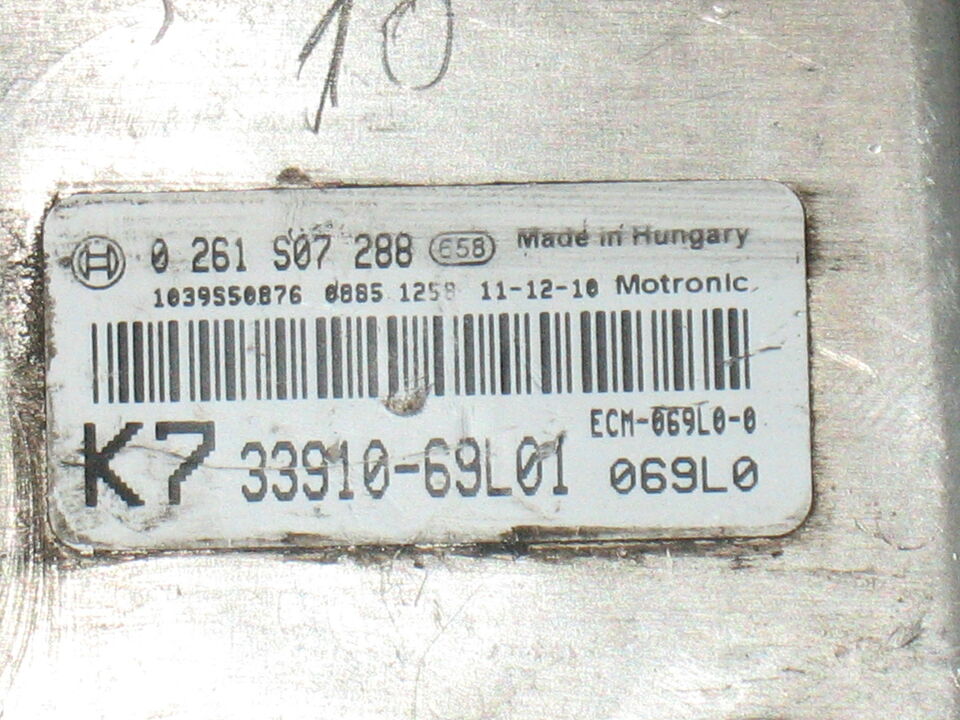 10
0 261 S07 288 658 Made in Hungary
1039S50876 0885 1258 11-12-10 Motronic
ECM-069L0-0
K7 33910-69L01 069L0